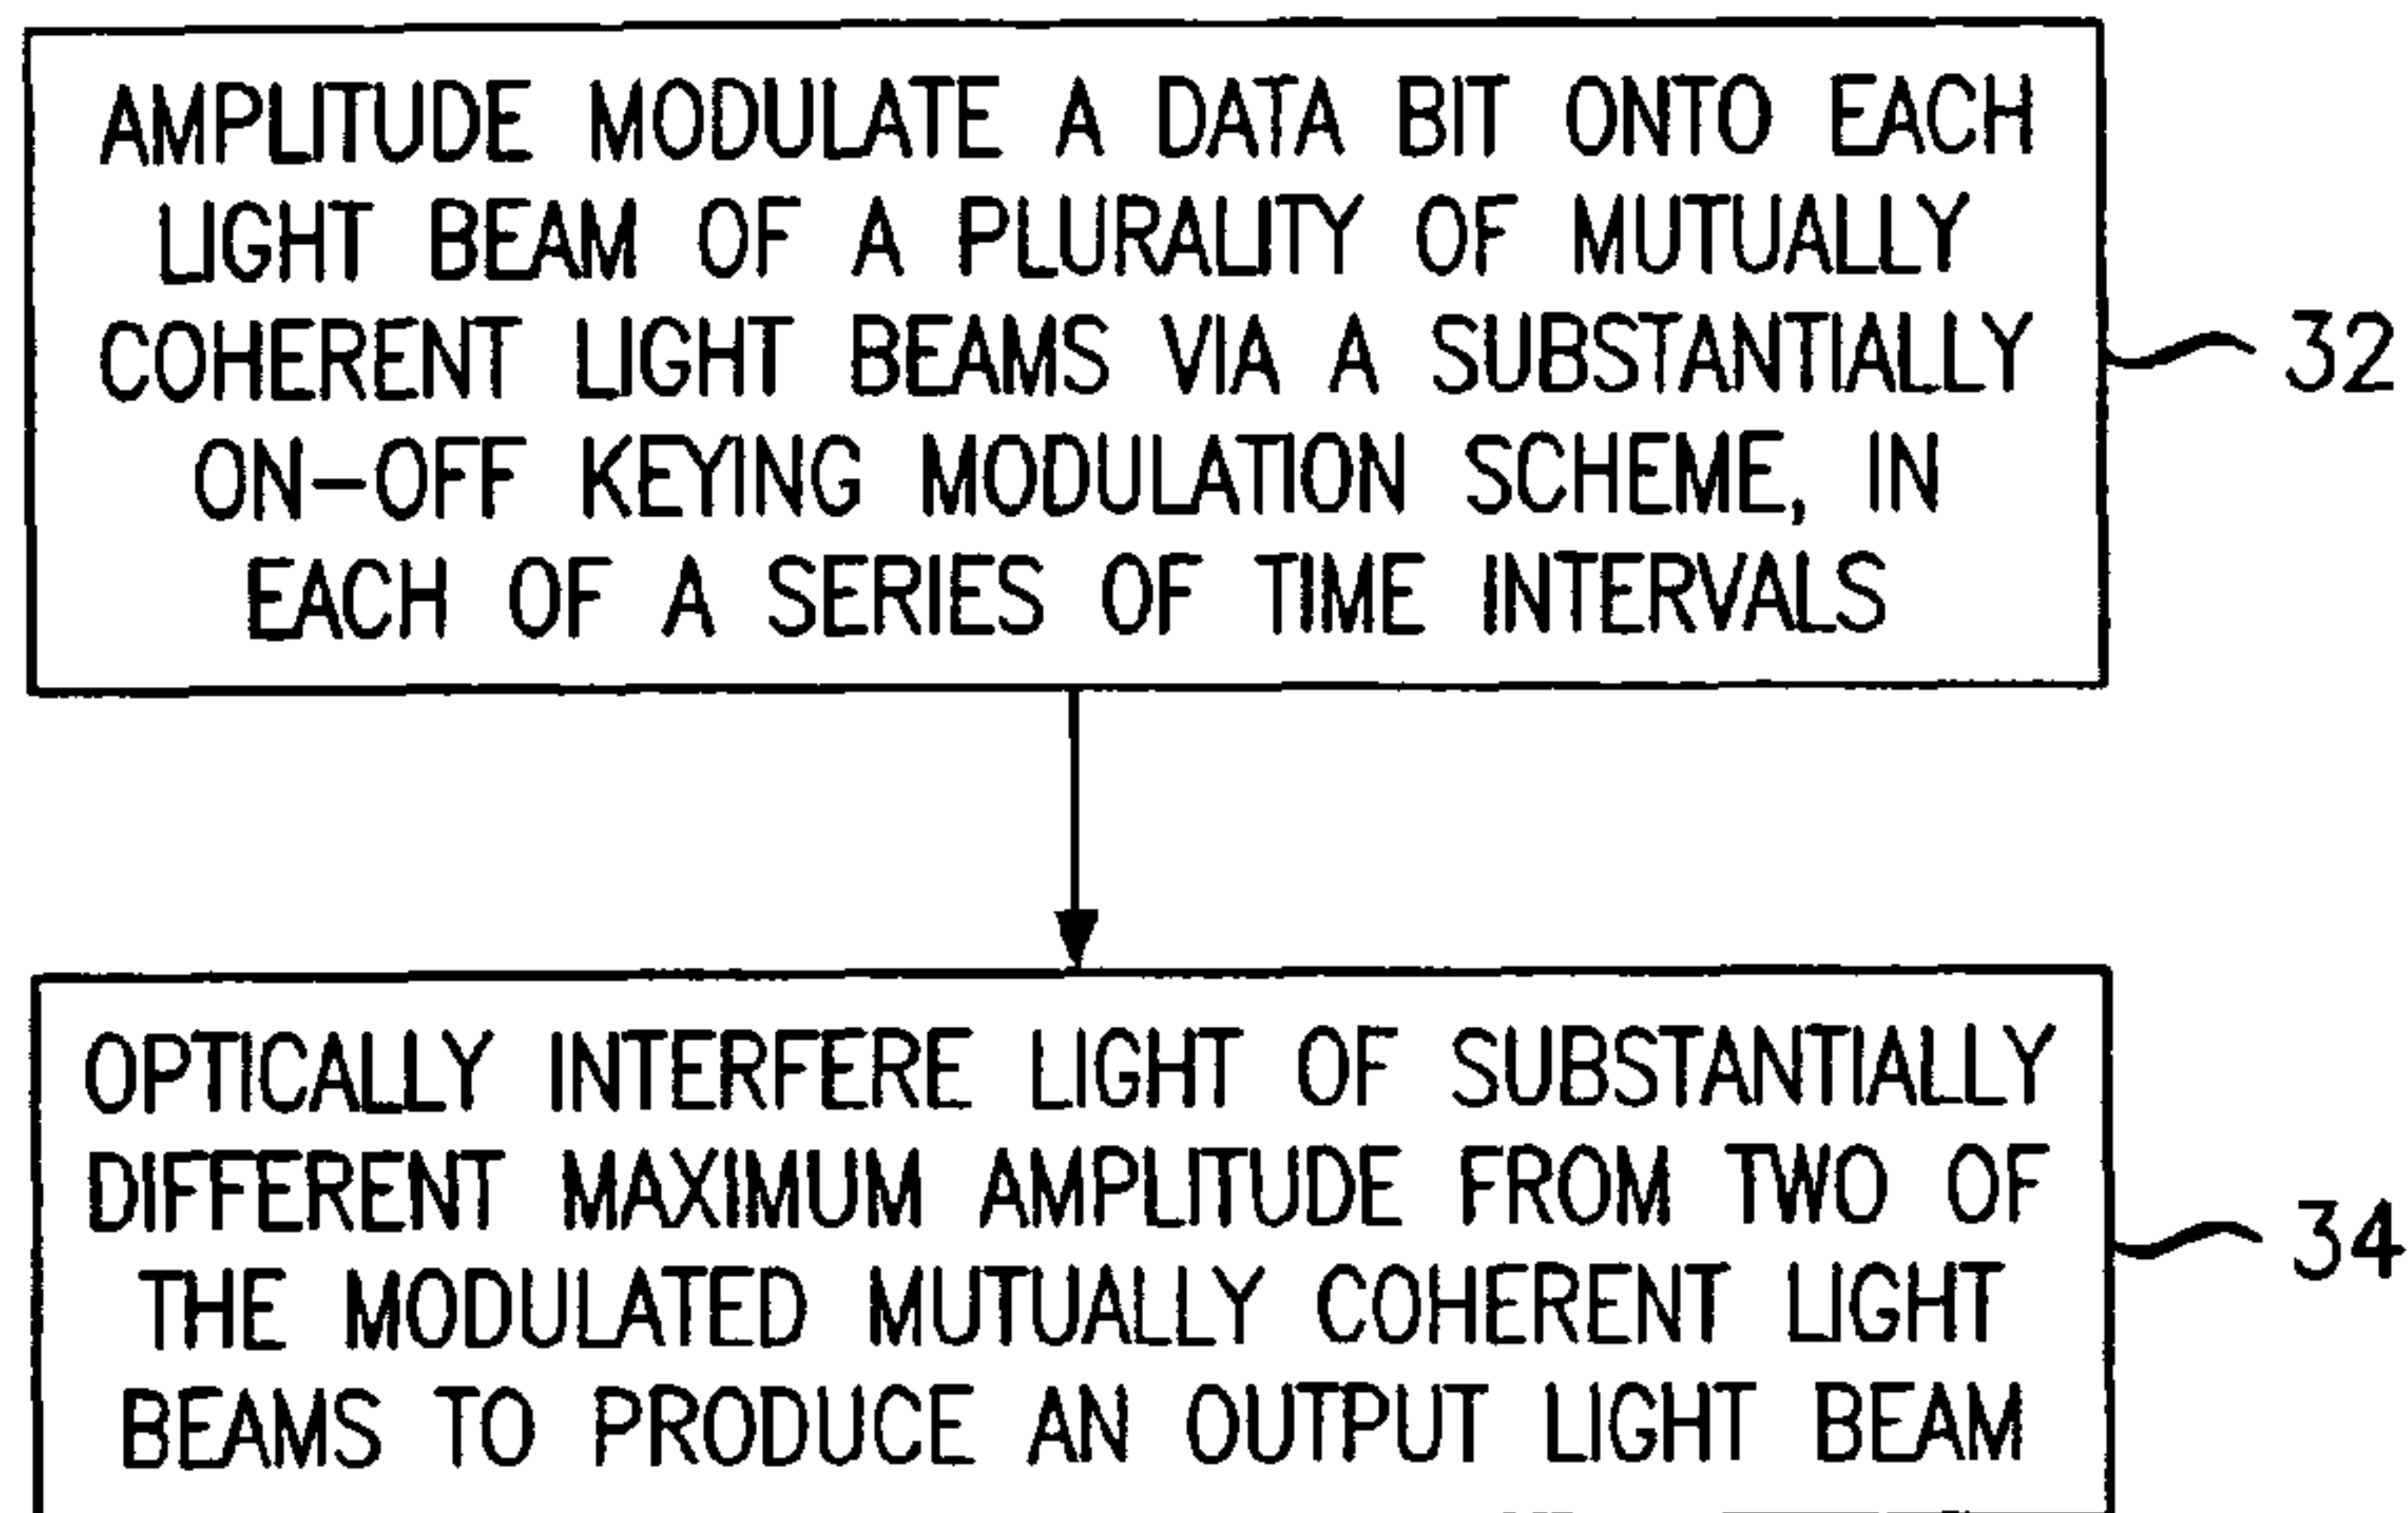 AMPLITUDE MODULATE A DATA BIT ONTO EACH
LIGHT BEAM OF A PLURALITY OF MUTUALLY
COHERENT LIGHT BEAMS VIA A SUBSTANTIALLY
ON-OFF KEYING MODULATION SCHEME, IN
EACH OF A SERIES OF TIME INTERVALS
32
OPTICALLY INTERFERE LIGHT OF SUBSTANTIALLY
DIFFERENT MAXIMUM AMPLITUDE FROM TWO OF
THE MODULATED MUTUALLY COHERENT LIGHT
BEAMS TO PRODUCE AN OUTPUT LIGHT BEAM
34